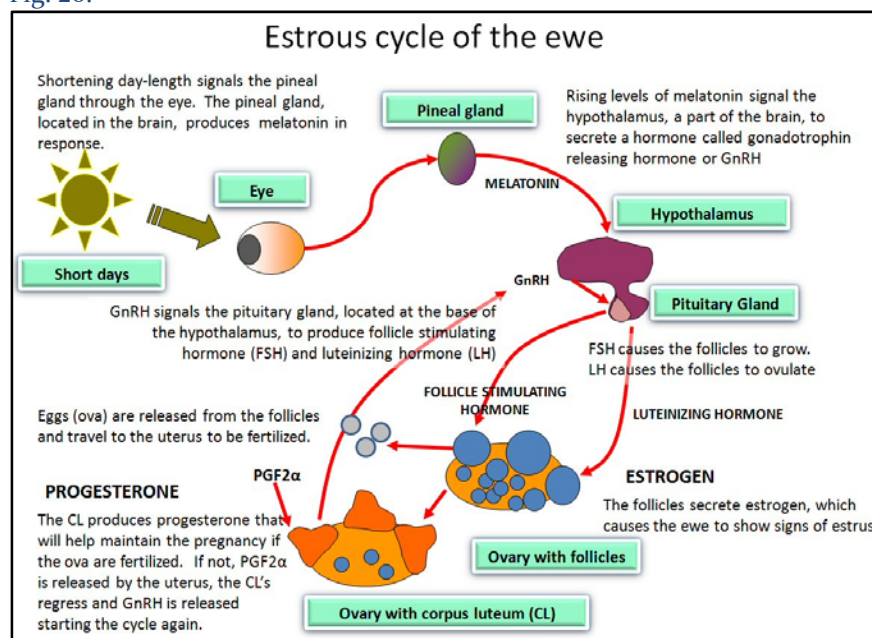 Fig. 20.
Estrous cycle of the ewe
Shortening day-length signals the pineal
gland through the eye. The pineal gland,
located in the brain, produces melatonin in
response.
Pineal gland
Rising levels of melatonin signal the
hypothalamus, a part of the brain, to
secrete a hormone called gonadotrophin
releasing hormone or GnRH
MELATONIN
Eye
Hypothalamus
Short days
GnRH
Pituitary Gland
GnRH signals the pituitary gland, located at the base of
the hypothalamus, to produce follicle stimulating
hormone (FSH) and luteinizing hormone (LH)
FSH causes the follicles to grow.
LH causes the follicles to ovulate
FOLLICLE STIMULATING
HORMONE
LUTEINIZING HORMONE
Eggs (ova) are released from the follicles
and travel to the uterus to be fertilized.
PGF2α
PROGESTERONE
The CL produces progesterone that
will help maintain the pregnancy if
the ova are fertilized. If not, PGF2α
is released by the uterus, the CL's
regress and GnRH is released
starting the cycle again.
ESTROGEN
The follicles secrete estrogen, which
causes the ewe to show signs of estrus
Ovary with follicles
Ovary with corpus luteum (CL)